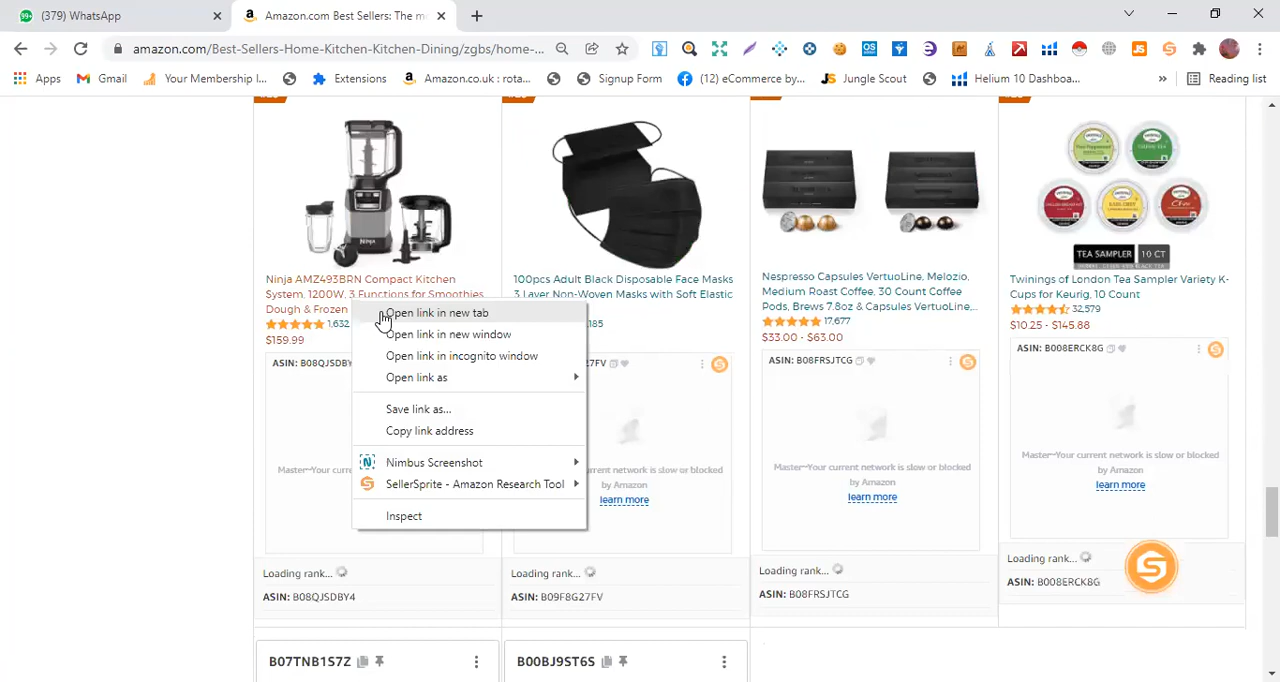 (379) WhatsApp
Amazon.com Best Sellers: The mo
amazon.com/Best-Sellers-Home-Kitchen-Kitchen-Dining/zgbs/home-...
Apps
Gmail
Your Membership I...
Extensions
Amazon.co.uk : rota...
Signup Form
(12) eCommerce by...
Jungle Scout
Helium 10 Dashboa...
»
Reading list
Ninja AMZ493BRN Compact Kitchen
System, 1200W, 3 Functions for Smoothies,
Dough & Frozen
1,632
$159.99
ASIN: B08QJSDBY4
100pcs Adult Black Disposable Face Masks
3 Layer Non-Woven Masks with Soft Elastic
185
27FV
Nespresso Capsules VertuoLine, Melozio,
Medium Roast Coffee, 30 Count Coffee
Pods, Brews 7.8oz & Capsules VertuoLine,...
17,677
$33.00 - $63.00
ASIN: B08FRSJTCG
TEA SAMPLER 10 CT
Twinings of London Tea Sampler Variety K-
Cups for Keurig, 10 Count
32,579
$10.25 - $145.88
ASIN: B008ERCK8G
Open link in new tab
Open link in new window
Open link in incognito window
Open link as
Save link as...
Copy link address
Nimbus Screenshot
SellerSprite - Amazon Research Tool
Inspect
Master~Your curre
rrent network is slow or blocked
by Amazon
learn more
Master~Your current network is slow or blocked
by Amazon
learn more
Master~Your current network is slow or blocked
by Amazon
learn more
Loading rank...
ASIN: B08QJSDBY4
Loading rank...
ASIN: B09F8G27FV
Loading rank...
ASIN: B08FRSJTCG
Loading rank...
ASIN: B008ERCK8G
B07TNB1S7Z
B00BJ9ST6S